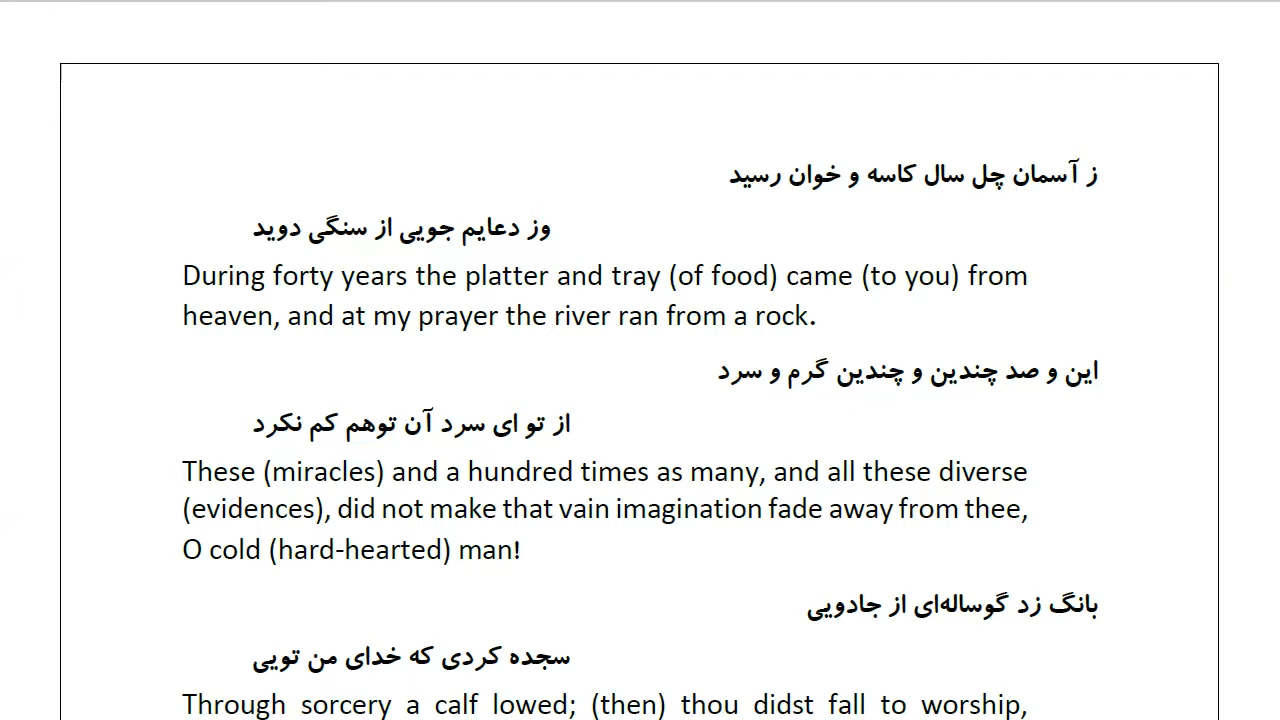 ز آسمان چل سال کاسه و خوان رسید
وز دعایم جویی از سنگی دوید
During forty years the platter and tray (of food) came (to you) from
heaven, and at my prayer the river ran from a rock.
این و صد چندین و چندین گرم و سرد
از تو ای سرد آن توهم کم نکرد
These (miracles) and a hundred times as many, and all these diverse
(evidences), did not make that vain imagination fade away from thee,
O cold (hard-hearted) man!
بانگ زد گوساله‌ای از جادویی
سجده کردی که خدای من تویی
Through sorcery a calf lowed; (then) thou didst fall to worship,